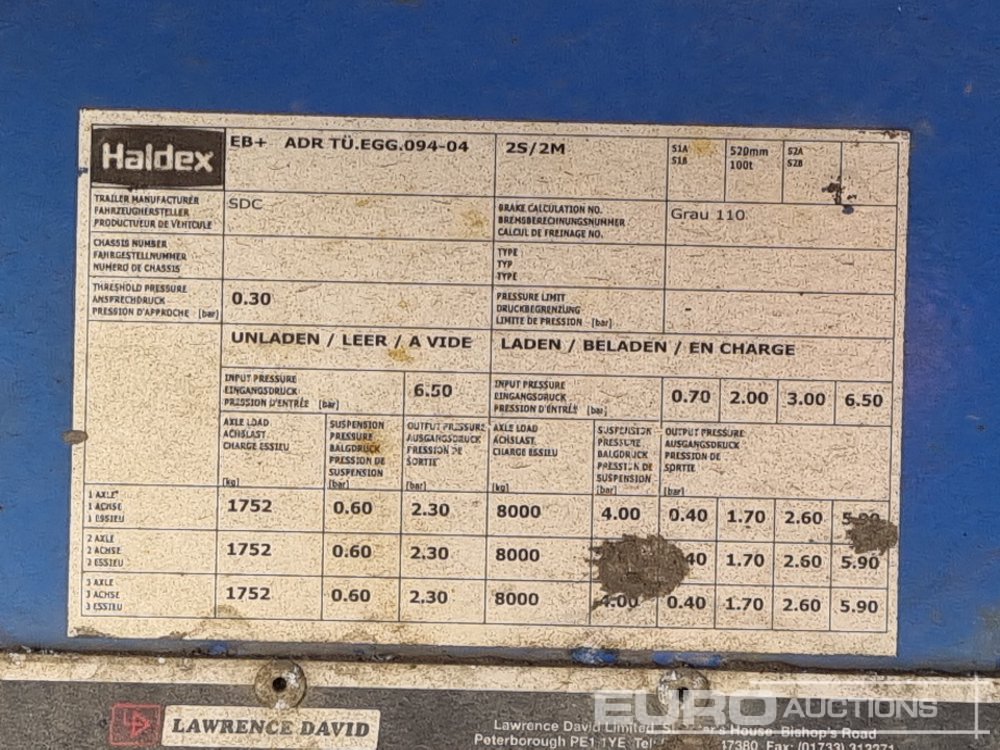 Haldex
EB+ ADR TÜ.EGG.094-04
2S/2M
S1A
S1B
520mm
100t
S2A
S2B
TRAILER MANUFACTURER
FAHRZEUGHERSTELLER
PRODUCTUEUR DE VEHICULE
SDC
BRAKE CALCULATION NO.
BREMSBERECHNUNGSNUMMER
CALCUL DE FREINAGE NO.
Grau 110
CHASSIS NUMBER
FAHRGESTELLNUMMER
NUMERO DE CHASSIS
TYPE
TYP
TYPE
THRESHOLD PRESSURE
ANSPRECHDRUCK
PRESSION D'APPROCHE [bar]
0.30
PRESSURE LIMIT
DRUCKBEGRENZUNG
LIMITE DE PRESSION [bar]
UNLADEN / LEER / A VIDE
LADEN / BELADEN / EN CHARGE
INPUT PRESSURE
EINGANGSDRUCK
PRESSION D'ENTRÉE [bar]
6.50
INPUT PRESSURE
EINGANGSDRUCK
PRESSION D'ENTRÉE [bar]
0.70 2.00 3.00 6.50
AXLE LOAD
ACHSLAST
CHARGE ESSIEU
[kg]
SUSPENSION
PRESSURE
BALGDRUCK
PRESSION DE
SUSPENSION
[bar]
OUTPUT PRESSURE
AUSGANGSDRUCK
PRESSION DE
SORTIE
[bar]
AXLE LOAD
ACHSLAST
CHARGE ESSIEU
[kg]
SUSPENSION
PRESSURE
BALGDRUCK
PRESSION DE
SUSPENSION
[bar]
OUTPUT PRESSURE
AUSGANGSDRUCK
PRESSION DE
SORTIE
[bar]
1 AXLE
1 ACHSE
1 ESSIEU
1752 0.60 2.30 8000 4.00 0.40 1.70 2.60
2 AXLE
2 ACHSE
2 ESSIEU
1752 0.60 2.30 8000 40 1.70 2.60 5.90
3 AXLE
3 ACHSE
3 ESSIEU
1752 0.60 2.30 8000 4.00 0.40 1.70 2.60 5.90
LAWRENCE DAVID
Lawrence David Limited House, Bishop's Road
Peterborough PE1 1YE 17380 Fax (01733) 312371
EURO AUCTIONS